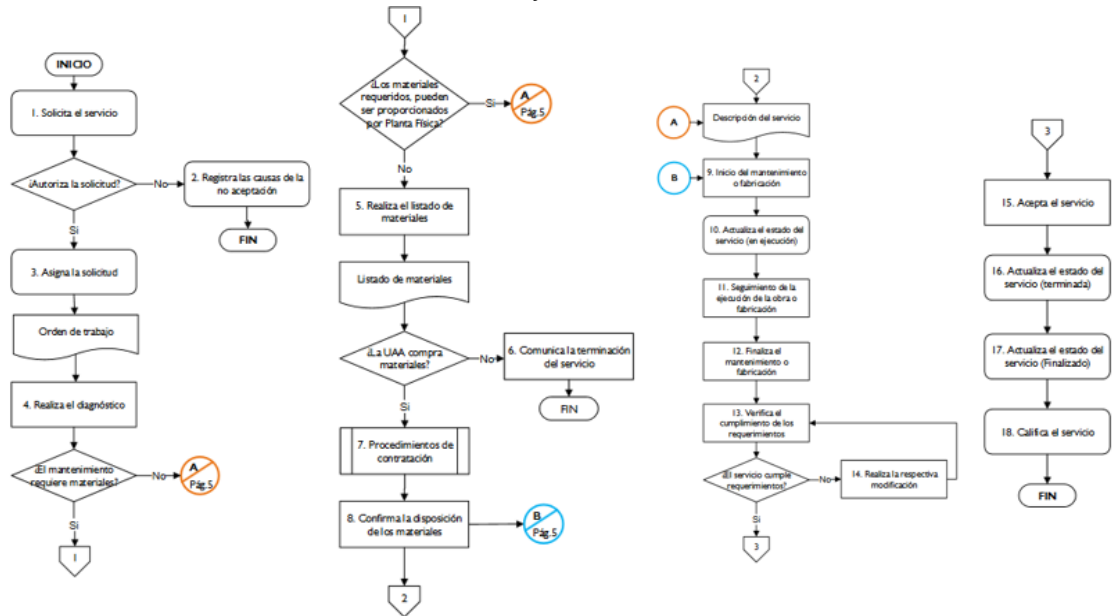 INICIO
1. Solicita el servicio
¿Autoriza la solicitud?
No
2. Registra las causas de la
no aceptación
FIN
Si
3. Asigna la solicitud
Orden de trabajo
4. Realiza el diagnóstico
¿El mantenimiento
requiere materiales?
No
A
Pág.5
Si
1
1
¿Los materiales
requeridos, pueden
ser proporcionados
por Planta Física?
Si
A
Pág.5
No
5. Realiza el listado de
materiales
Listado de materiales
¿La UAA compra
materiales?
No
6. Comunica la terminación
del servicio
FIN
Si
7. Procedimientos de
contratación
8. Confirma la disposición
de los materiales
B
Pág.5
2
2
A
Descripción del servicio
B
9. Inicio del mantenimiento
o fabricación
10. Actualiza el estado del
servicio (en ejecución)
11. Seguimiento de la
ejecución de la obra o
fabricación
12. Finaliza el
mantenimiento o
fabricación
13. Verifica el
cumplimiento de los
requerimientos
¿El servicio cumple
requerimientos?
No
14. Realiza la respectiva
modificación
Si
3
3
15. Acepta el servicio
16. Actualiza el estado del
servicio (terminada)
17. Actualiza el estado del
servicio (Finalizado)
18. Califica el servicio
FIN